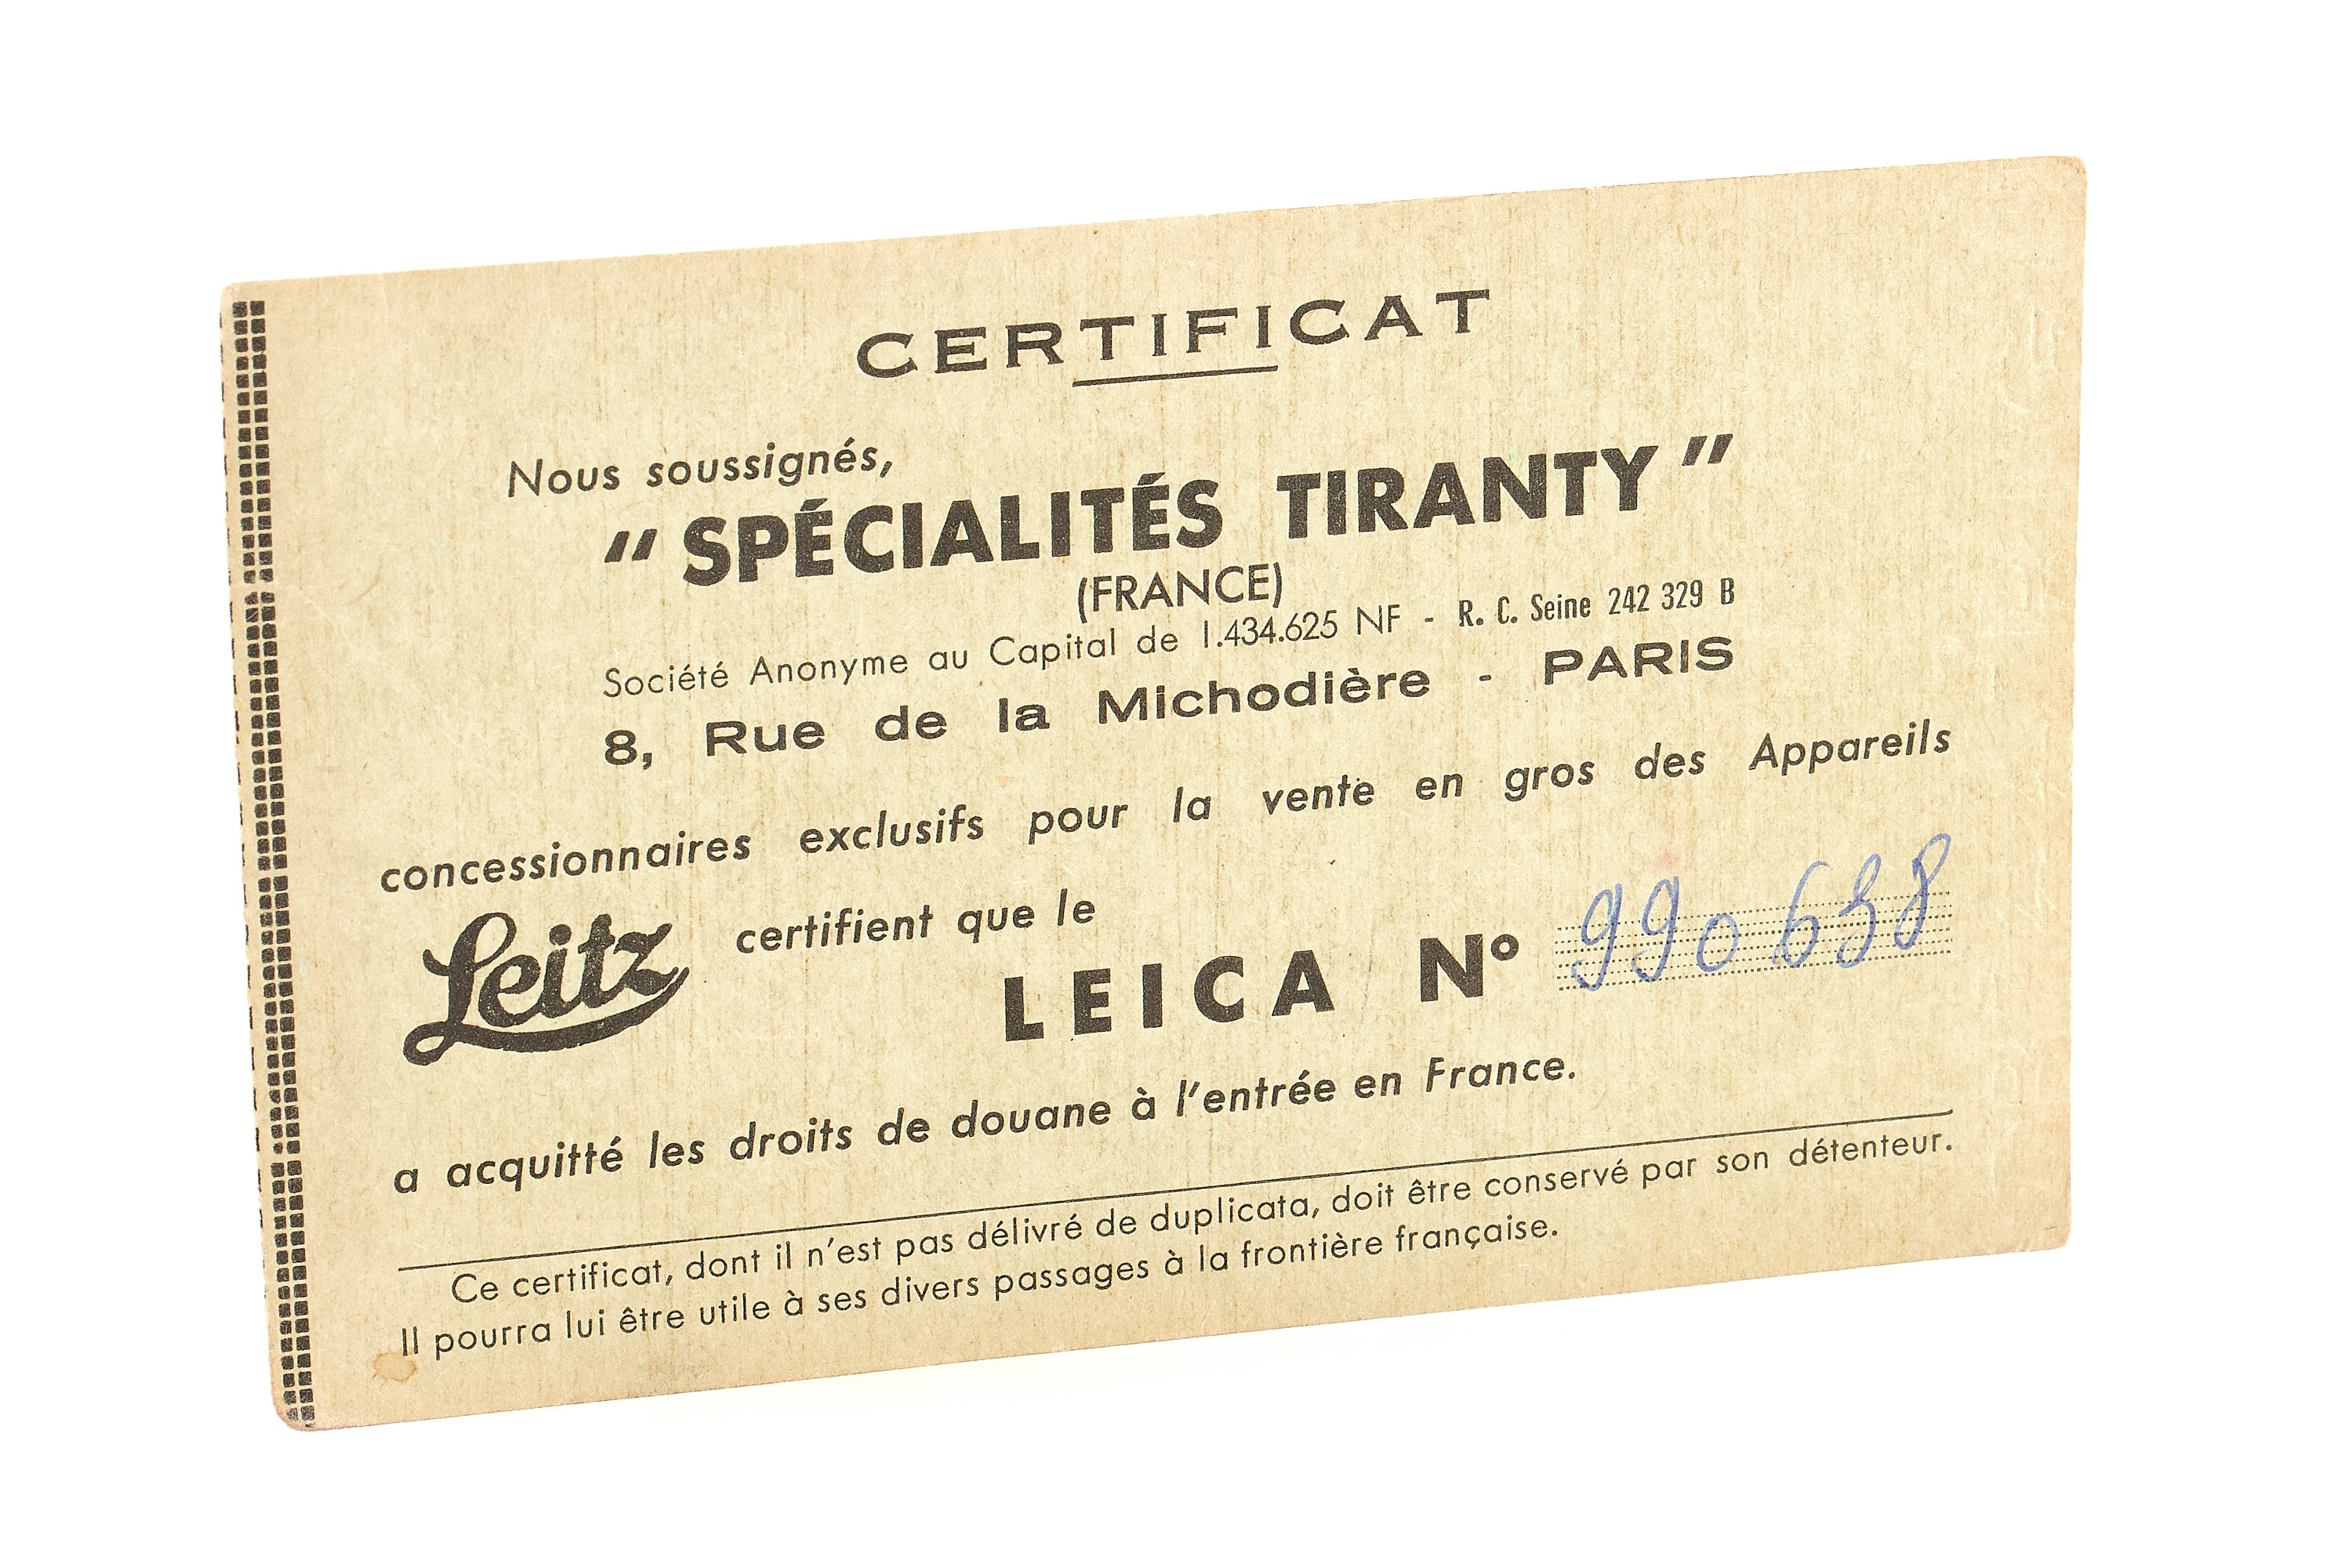 CERTIFICAT
Nous soussignés,
" SPÉCIALITÉS TIRANTY "
(FRANCE)
Société Anonyme au Capital de 1.434.625 NF - R. C. Seine 242 329 B
8, Rue de la Michodière - PARIS
concessionnaires exclusifs pour la vente en gros des Appareils
Leitz certifient que le
LEICA Nº 990638
a acquitté les droits de douane à l'entrée en France.
Ce certificat, dont il n'est pas délivré de duplicata, doit être conservé par son détenteur.
Il pourra lui être utile à ses divers passages à la frontière française.